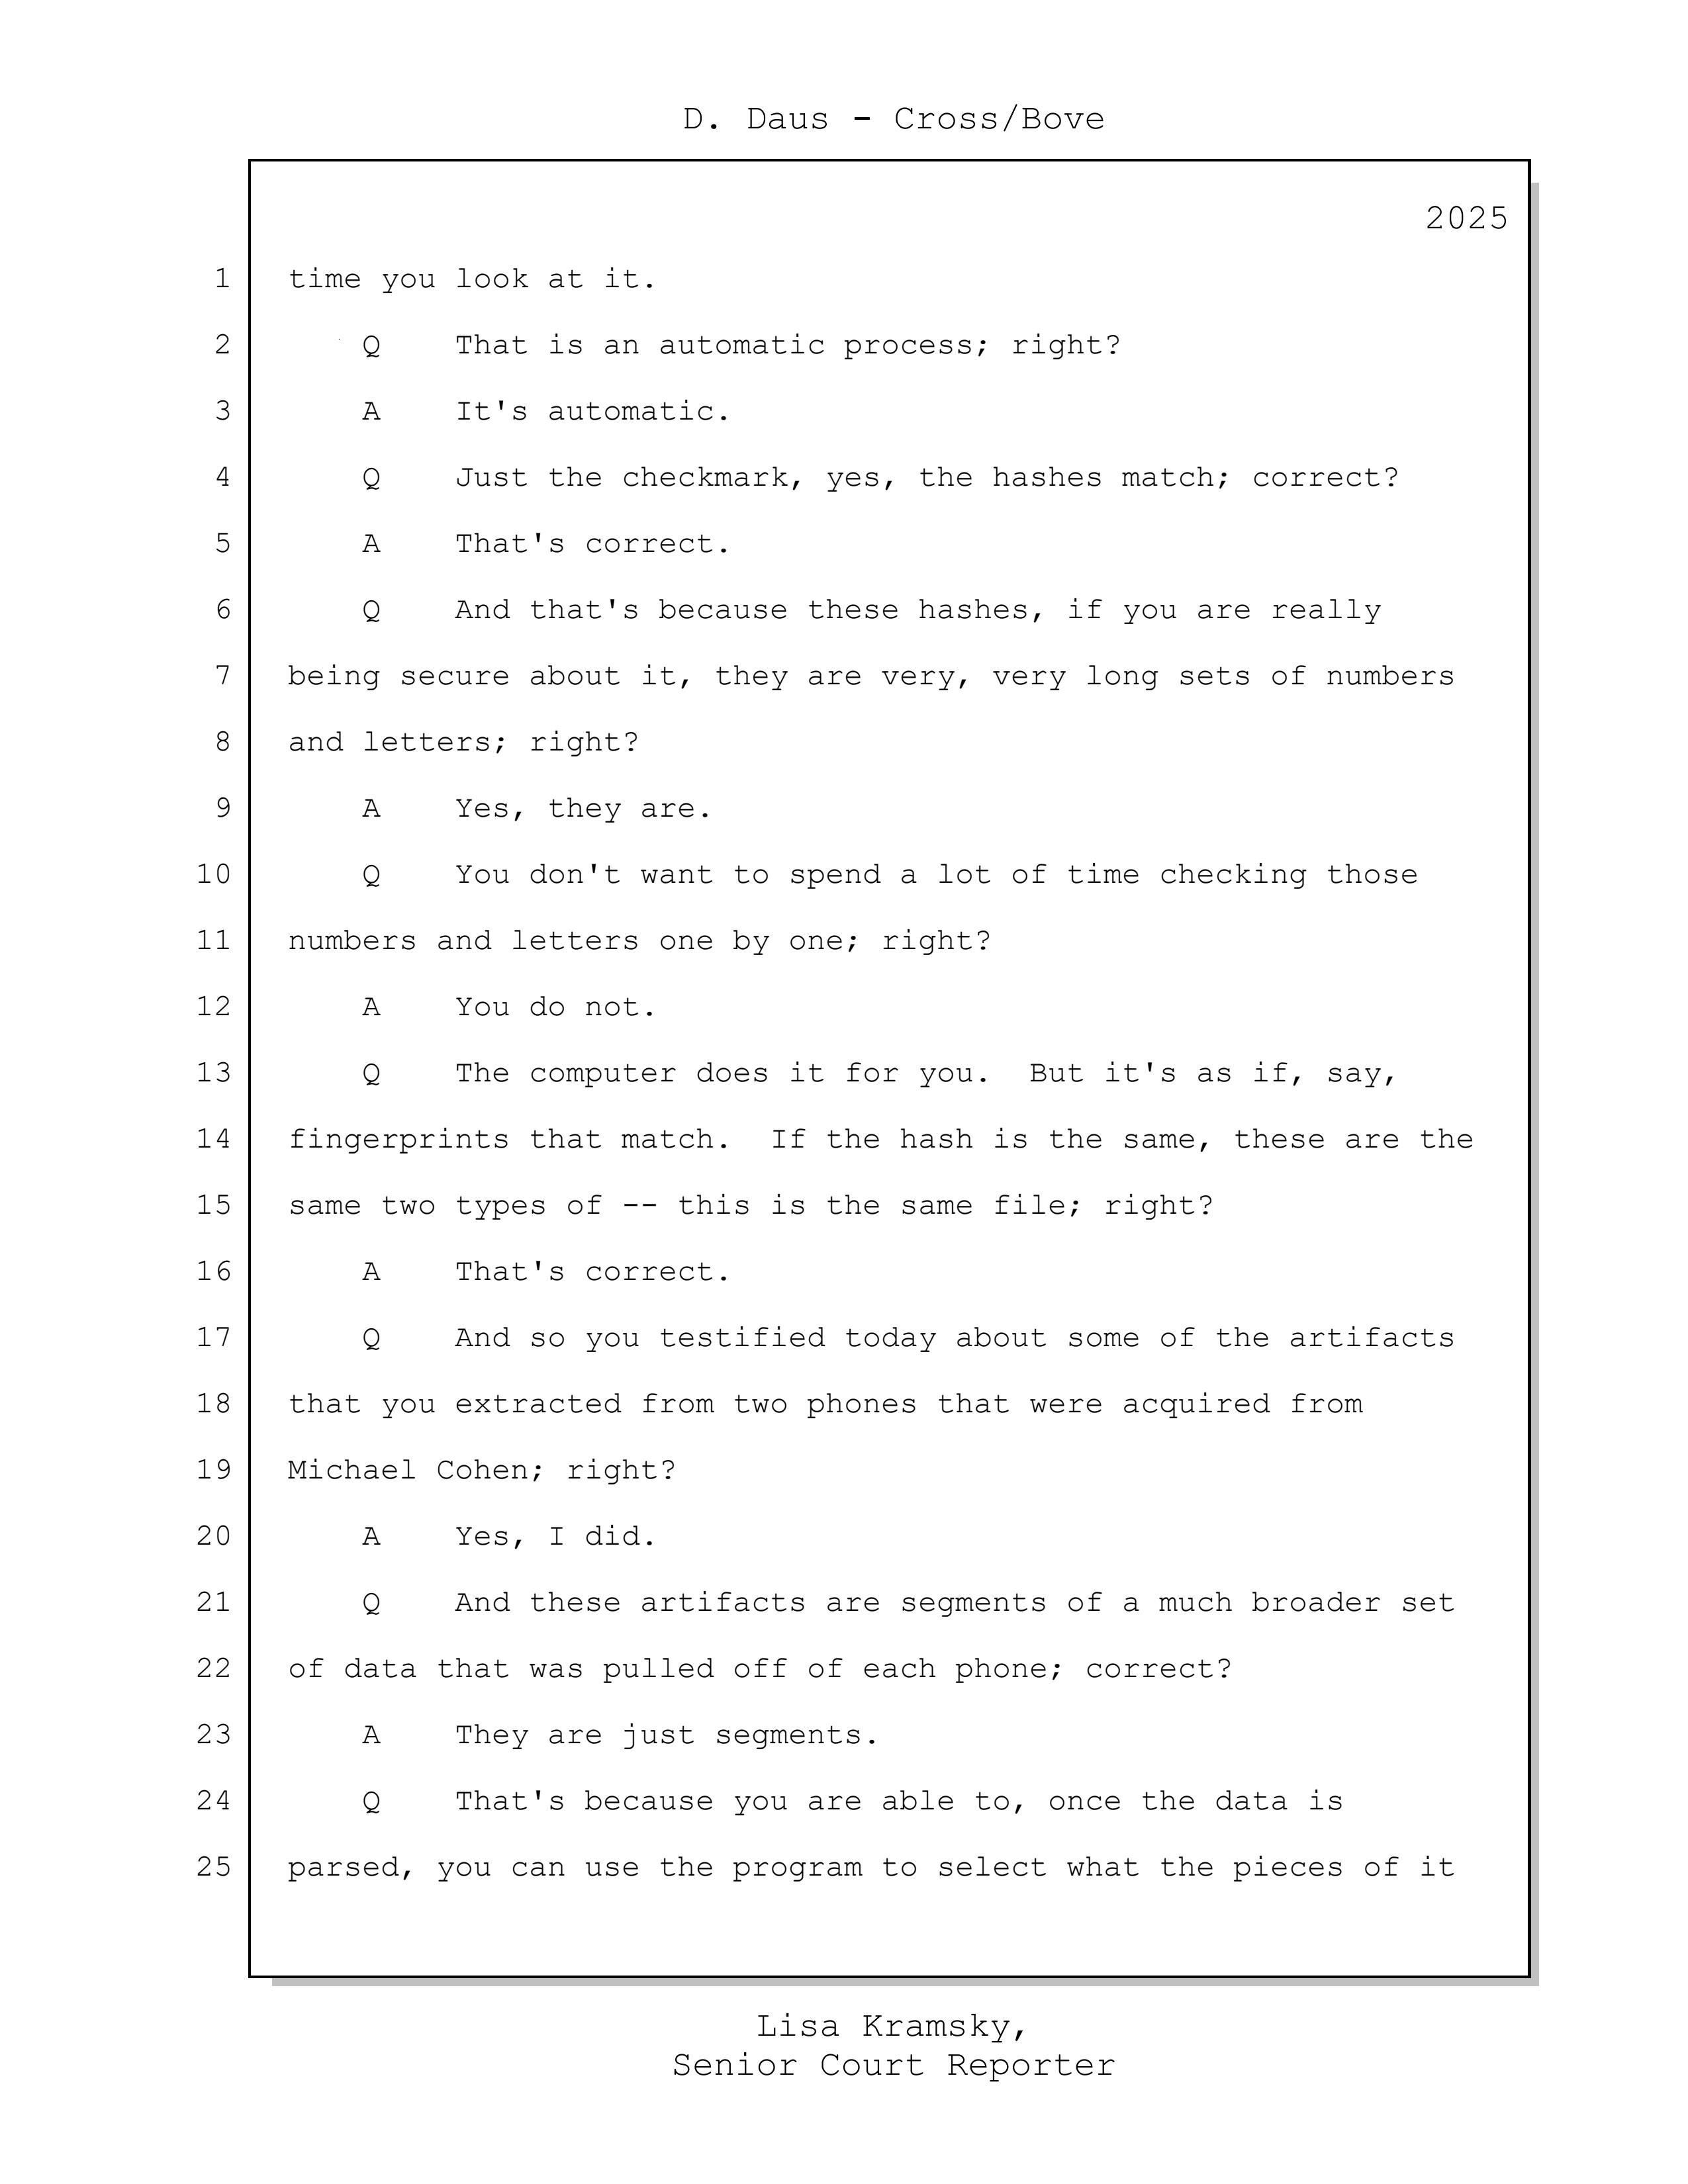 D. Daus - Cross/Bove
2025
1 time you look at it.
2 Q That is an automatic process; right?
3 A It's automatic.
4 Q Just the checkmark, yes, the hashes match; correct?
5 A That's correct.
6 Q And that's because these hashes, if you are really
7 being secure about it, they are very, very long sets of numbers
8 and letters; right?
9 A Yes, they are.
10 Q You don't want to spend a lot of time checking those
11 numbers and letters one by one; right?
12 A You do not.
13 Q The computer does it for you. But it's as if, say,
14 fingerprints that match. If the hash is the same, these are the
15 same two types of -- this is the same file; right?
16 A That's correct.
17 Q And so you testified today about some of the artifacts
18 that you extracted from two phones that were acquired from
19 Michael Cohen; right?
20 A Yes, I did.
21 Q And these artifacts are segments of a much broader set
22 of data that was pulled off of each phone; correct?
23 A They are just segments.
24 Q That's because you are able to, once the data is
25 parsed, you can use the program to select what the pieces of it
Lisa Kramsky,
Senior Court Reporter